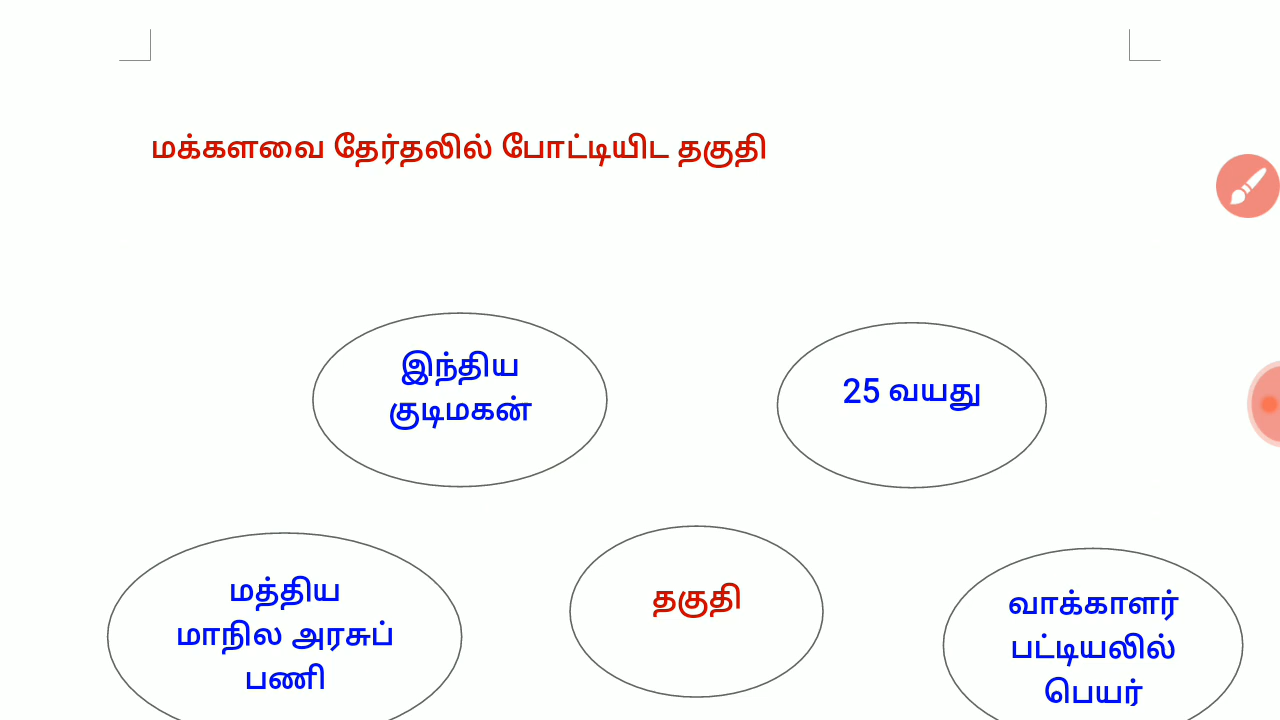 மக்களவை தேர்தலில் போட்டியிட தகுதி
இந்திய
குடிமகன்
25 வயது
மத்திய
மாநில அரசுப்
பணி
தகுதி
வாக்காளர்
பட்டியலில்
பெயர்